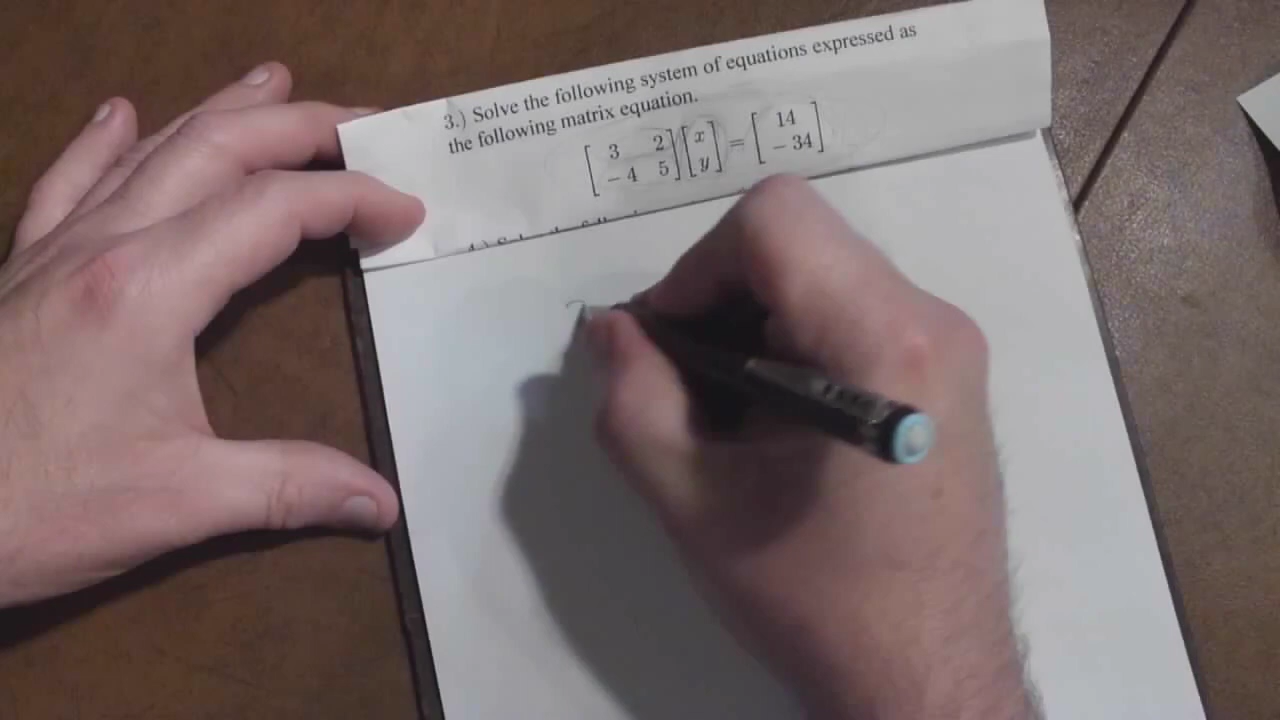 3.) Solve the following system of equations expressed as
the following matrix equation.
[ 3 2 ] [ x ] = [ 14 ]
[ - 4 5 ] [ y ] [ - 34 ]